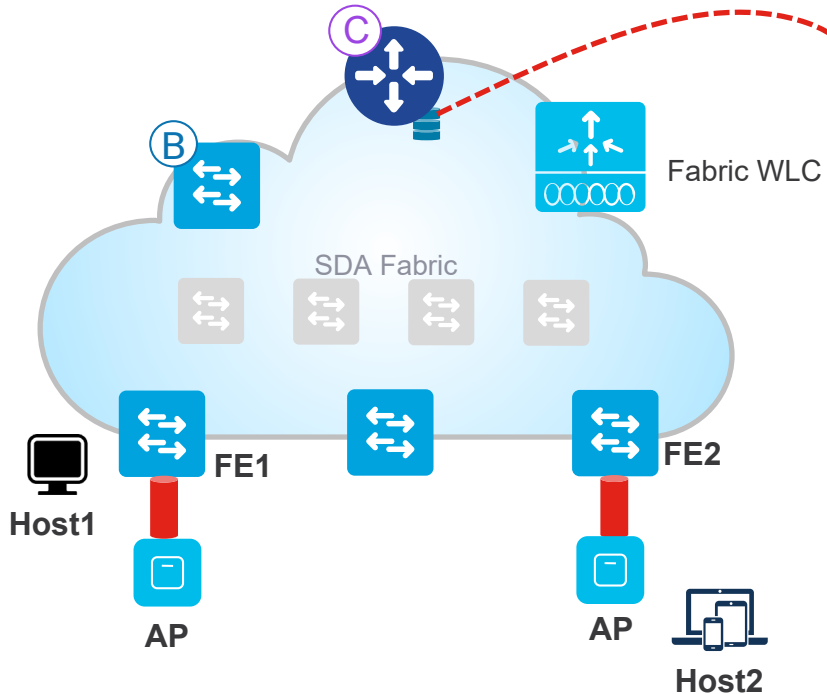 C
B
Fabric WLC
SDA Fabric
FE1
FE2
Host1
AP
AP
Host2